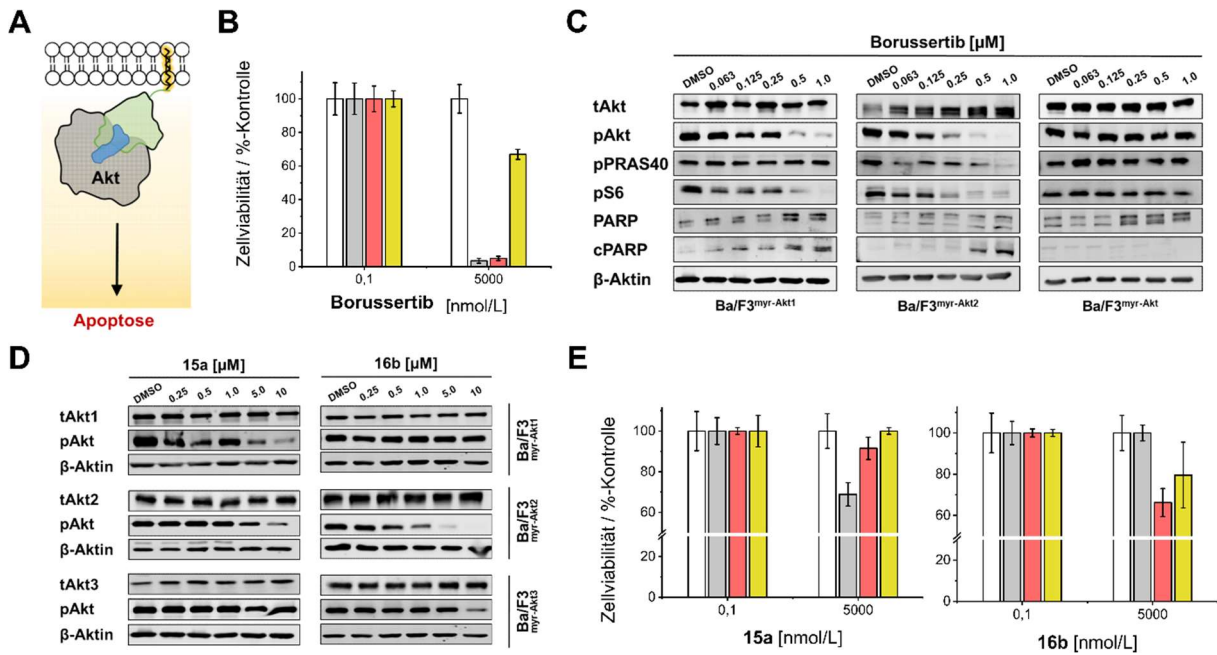 A
Akt
Apoptose
B
Zellviabilität / %-Kontrolle
100
80
60
40
20
0
0,1
5000
Borussertib [nmol/L]
C
Borussertib [µM]
DMSO 0.063 0.125 0.25 0.5 1.0 DMSO 0.063 0.125 0.25 0.5 1.0 DMSO 0.063 0.125 0.25 0.5 1.0
tAkt
pAkt
pPRAS40
pS6
PARP
cPARP
β-Aktin
Ba/F3myr-Akt1 Ba/F3myr-Akt2 Ba/F3myr-Akt
D
15a [µM] 16b [µM]
DMSO 0.25 0.5 1.0 5.0 10 DMSO 0.25 0.5 1.0 5.0 10
tAkt1
pAkt
β-Aktin
Ba/F3
myr-Akt1
tAkt2
pAkt
β-Aktin
Ba/F3
myr-Akt2
tAkt3
pAkt
β-Aktin
Ba/F3
myr-Akt3
E
Zellviabilität / %-Kontrolle
100
80
60
20
0
0,1
5000
15a [nmol/L]
100
80
60
20
0
0,1
5000
16b [nmol/L]